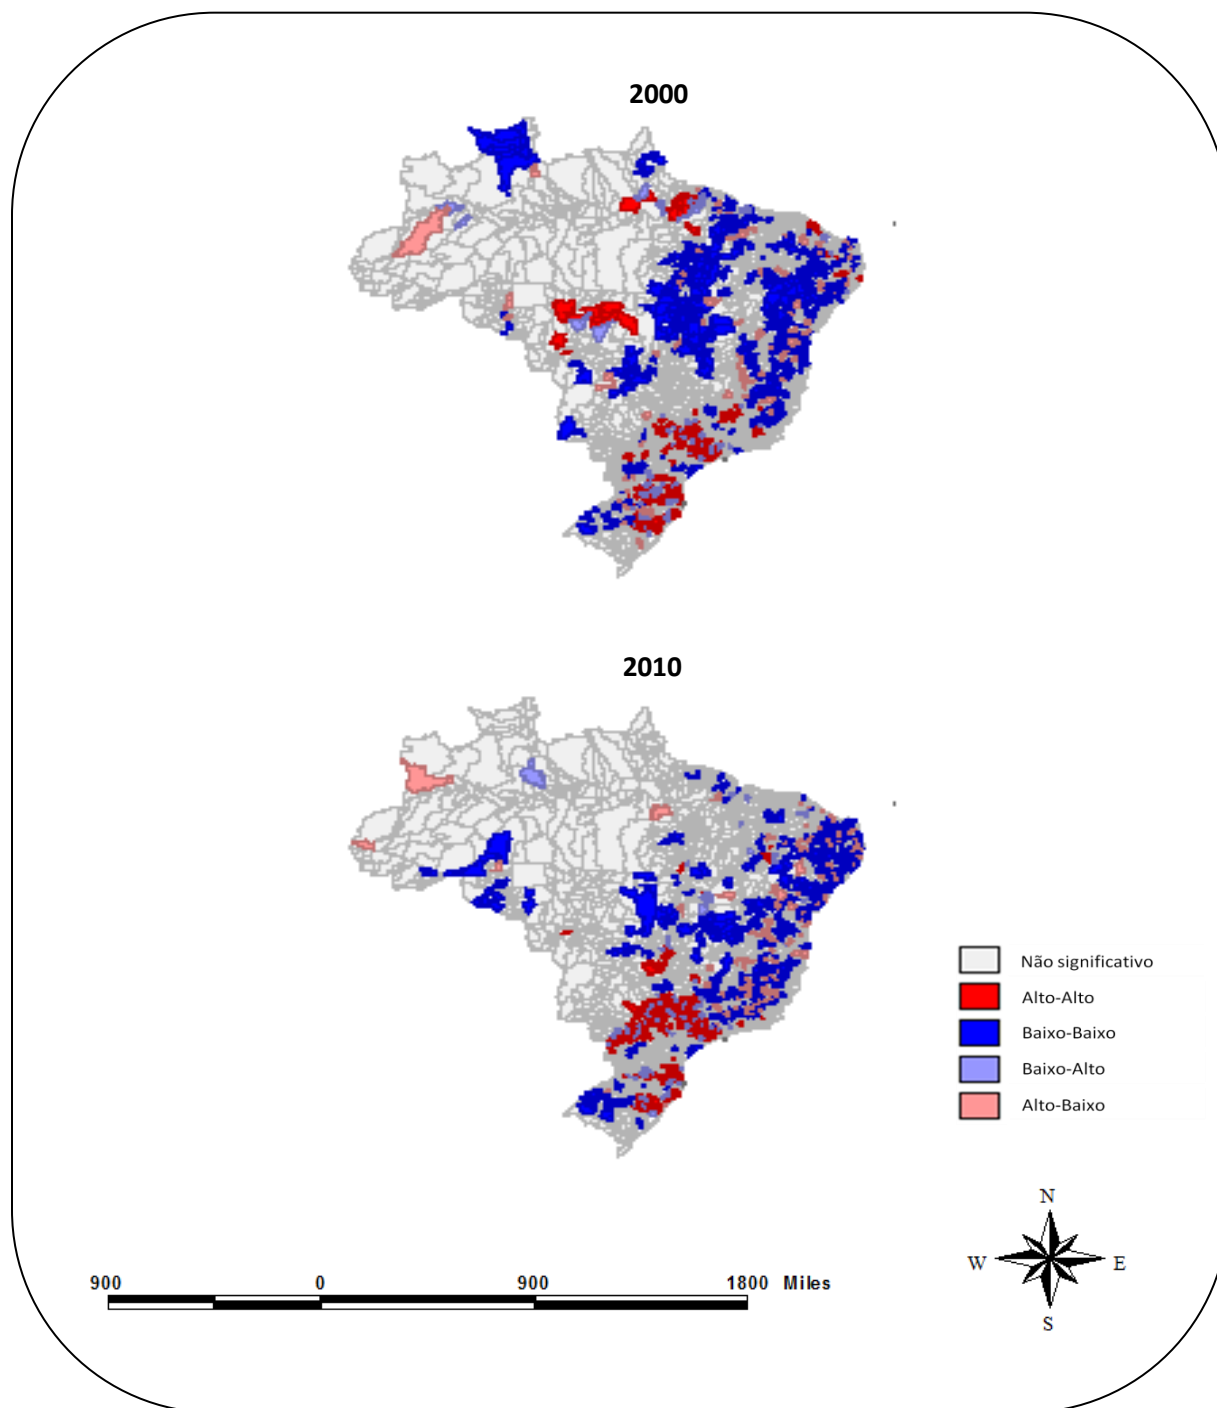 2000
2010
Não significativo
Alto-Alto
Baixo-Baixo
Baixo-Alto
Alto-Baixo
N
W E
S
900 0 900 1800 Miles